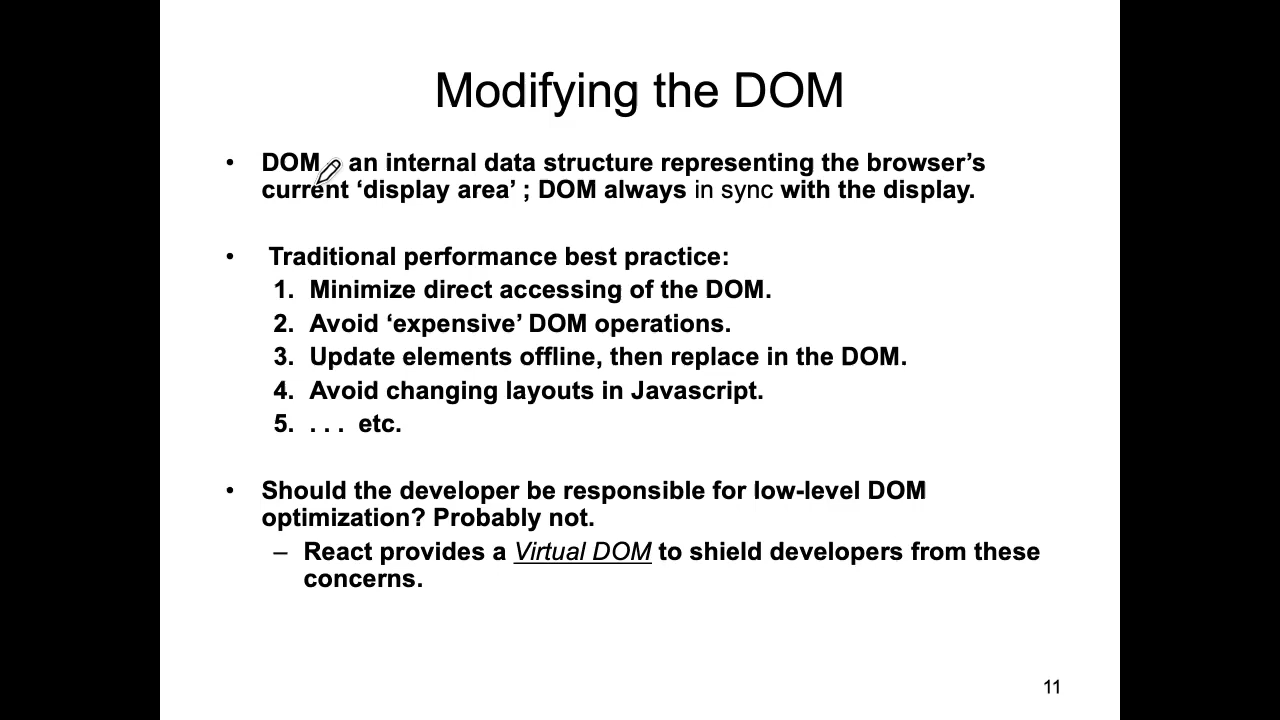 Modifying the DOM
• DOM an internal data structure representing the browser’s
current ‘display area’ ; DOM always in sync with the display.
• Traditional performance best practice:
1. Minimize direct accessing of the DOM.
2. Avoid ‘expensive’ DOM operations.
3. Update elements offline, then replace in the DOM.
4. Avoid changing layouts in Javascript.
5. . . . etc.
• Should the developer be responsible for low-level DOM
optimization? Probably not.
– React provides a Virtual DOM to shield developers from these
concerns.
11